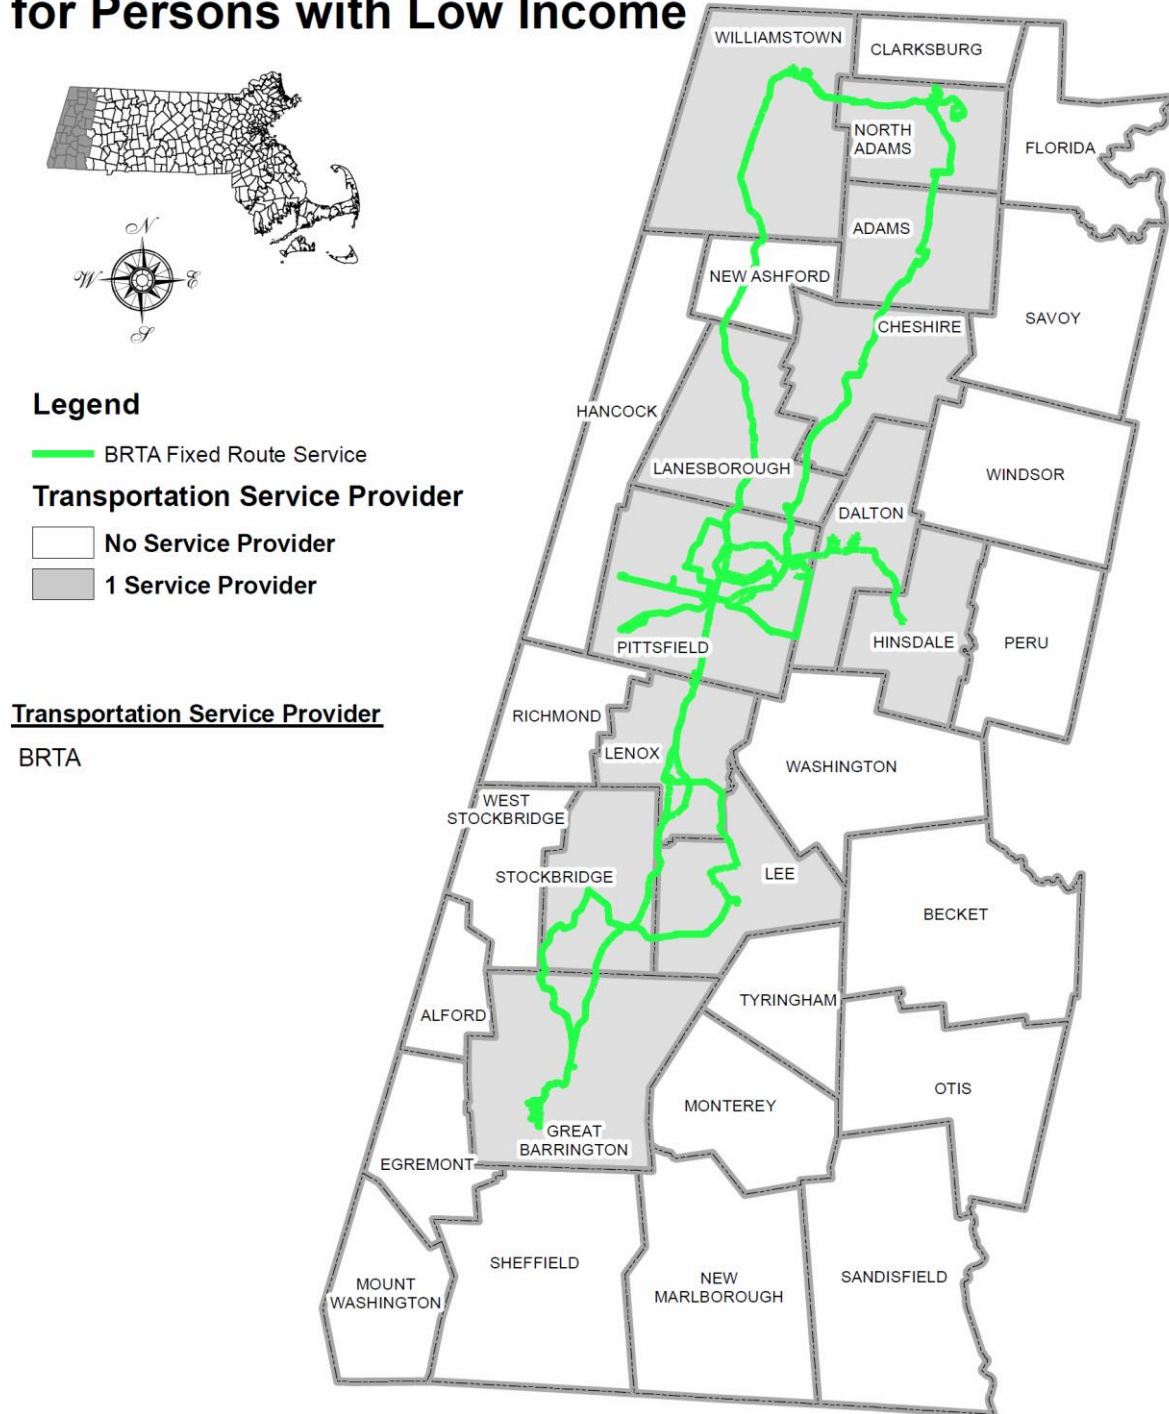 for Persons with Low Income
WILLIAMSTOWN
CLARKSBURG
NORTH
ADAMS
FLORIDA
ADAMS
N
W
E
S
NEW ASHFORD
SAVOY
CHESHIRE
Legend
BRTA Fixed Route Service
Transportation Service Provider
No Service Provider
1 Service Provider
HANCOCK
LANESBOROUGH
WINDSOR
DALTON
PITTSFIELD
HINSDALE
PERU
Transportation Service Provider
BRTA
RICHMOND
LENOX
WASHINGTON
WEST
STOCKBRIDGE
STOCKBRIDGE
LEE
BECKET
TYRINGHAM
ALFORD
OTIS
MONTEREY
GREAT
BARRINGTON
EGREMONT
SHEFFIELD
SANDISFIELD
MOUNT
WASHINGTON
NEW
MARLBOROUGH